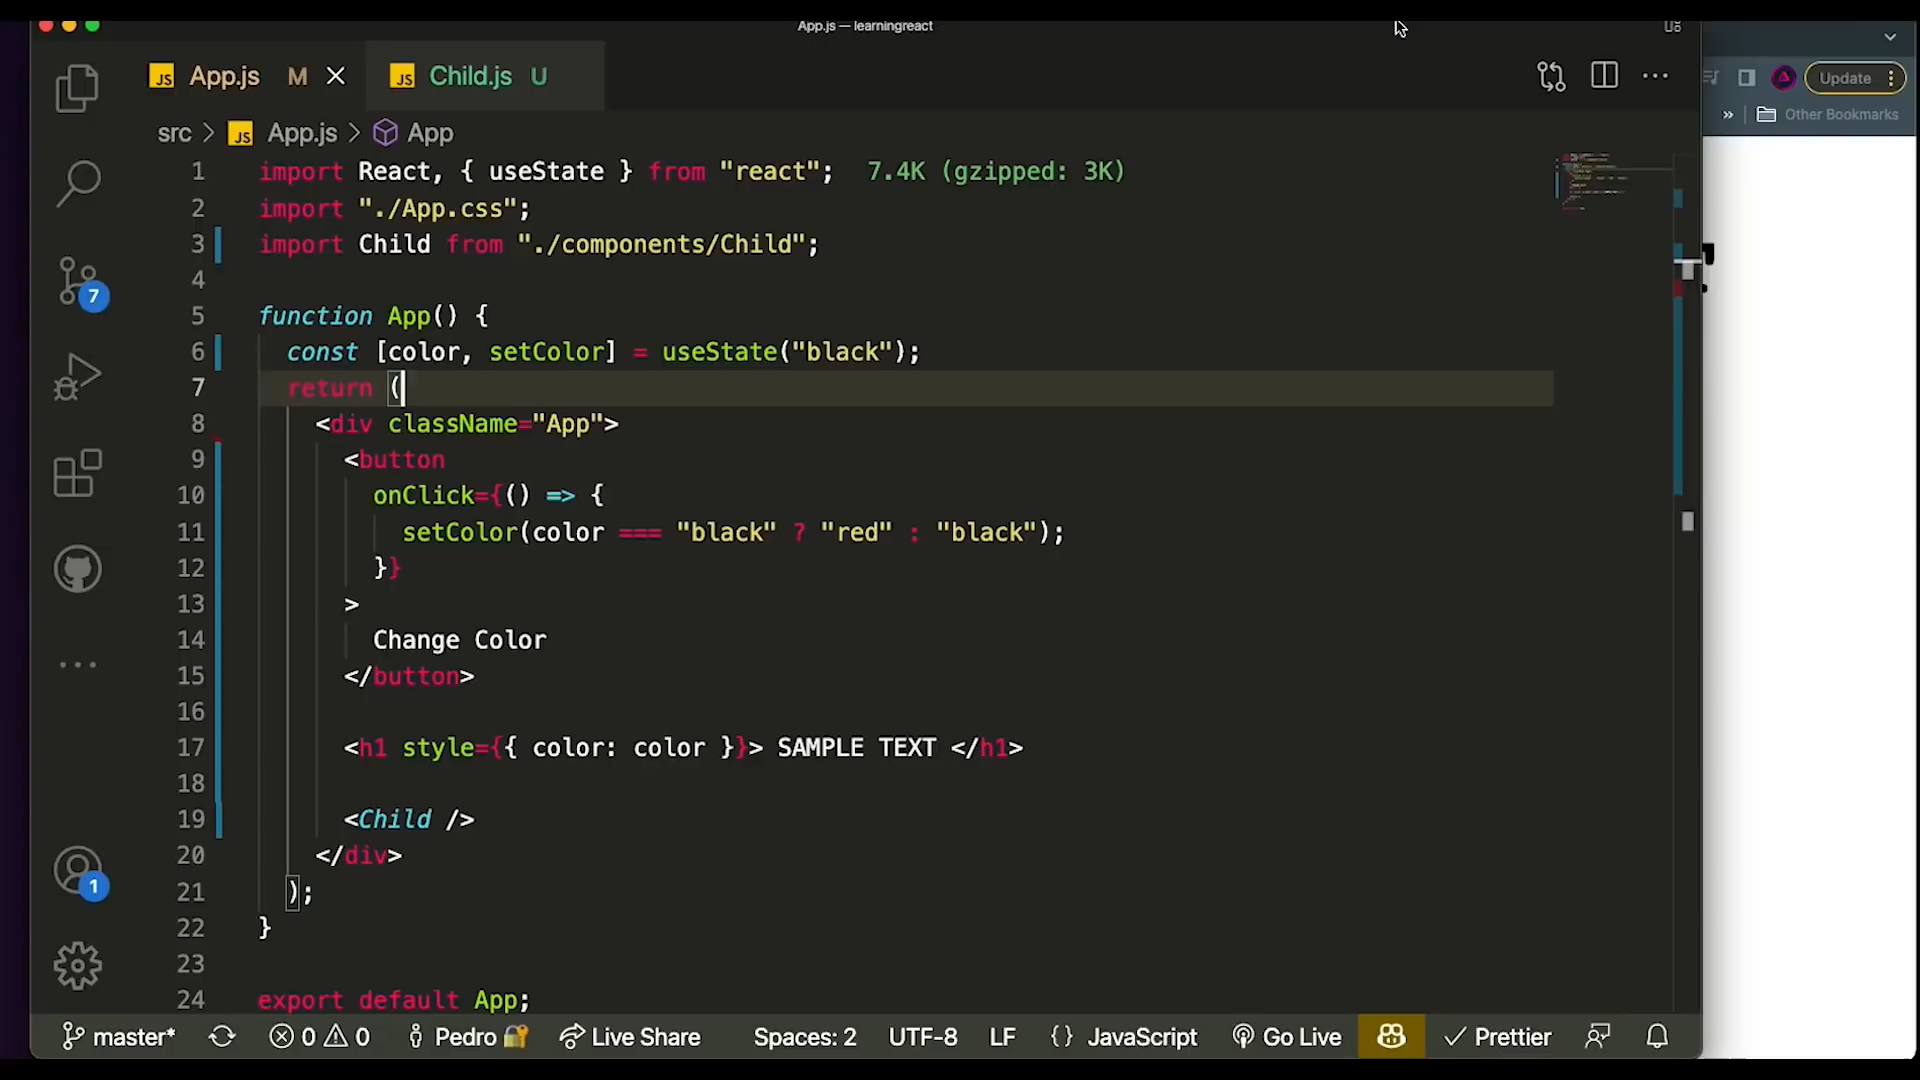 App.js — learningreact
JS App.js M
JS Child.js U
Update
Other Bookmarks
src > JS App.js > App
1 import React, { useState } from "react"; 7.4K (gzipped: 3K)
2 import "./App.css";
3 import Child from "./components/Child";
4
5 function App() {
6 const [color, setColor] = useState("black");
7 return (
8 <div className="App">
9 <button
10 onClick={() => {
11 setColor(color === "black" ? "red" : "black");
12 }}
13 >
14 Change Color
15 </button>
16
17 <h1 style={{ color: color }}> SAMPLE TEXT </h1>
18
19 <Child />
20 </div>
21 );
22 }
23
24 export default App;
7
1
master* 0 0 Pedro Live Share Spaces: 2 UTF-8 LF {} JavaScript Go Live Prettier